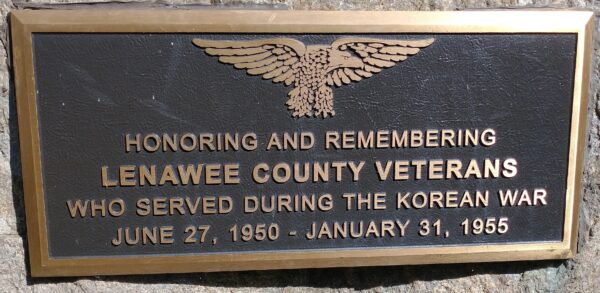 HONORING AND REMEMBERING
LENAWEE COUNTY VETERANS
WHO SERVED DURING THE KOREAN WAR
JUNE 27, 1950 - JANUARY 31, 1955